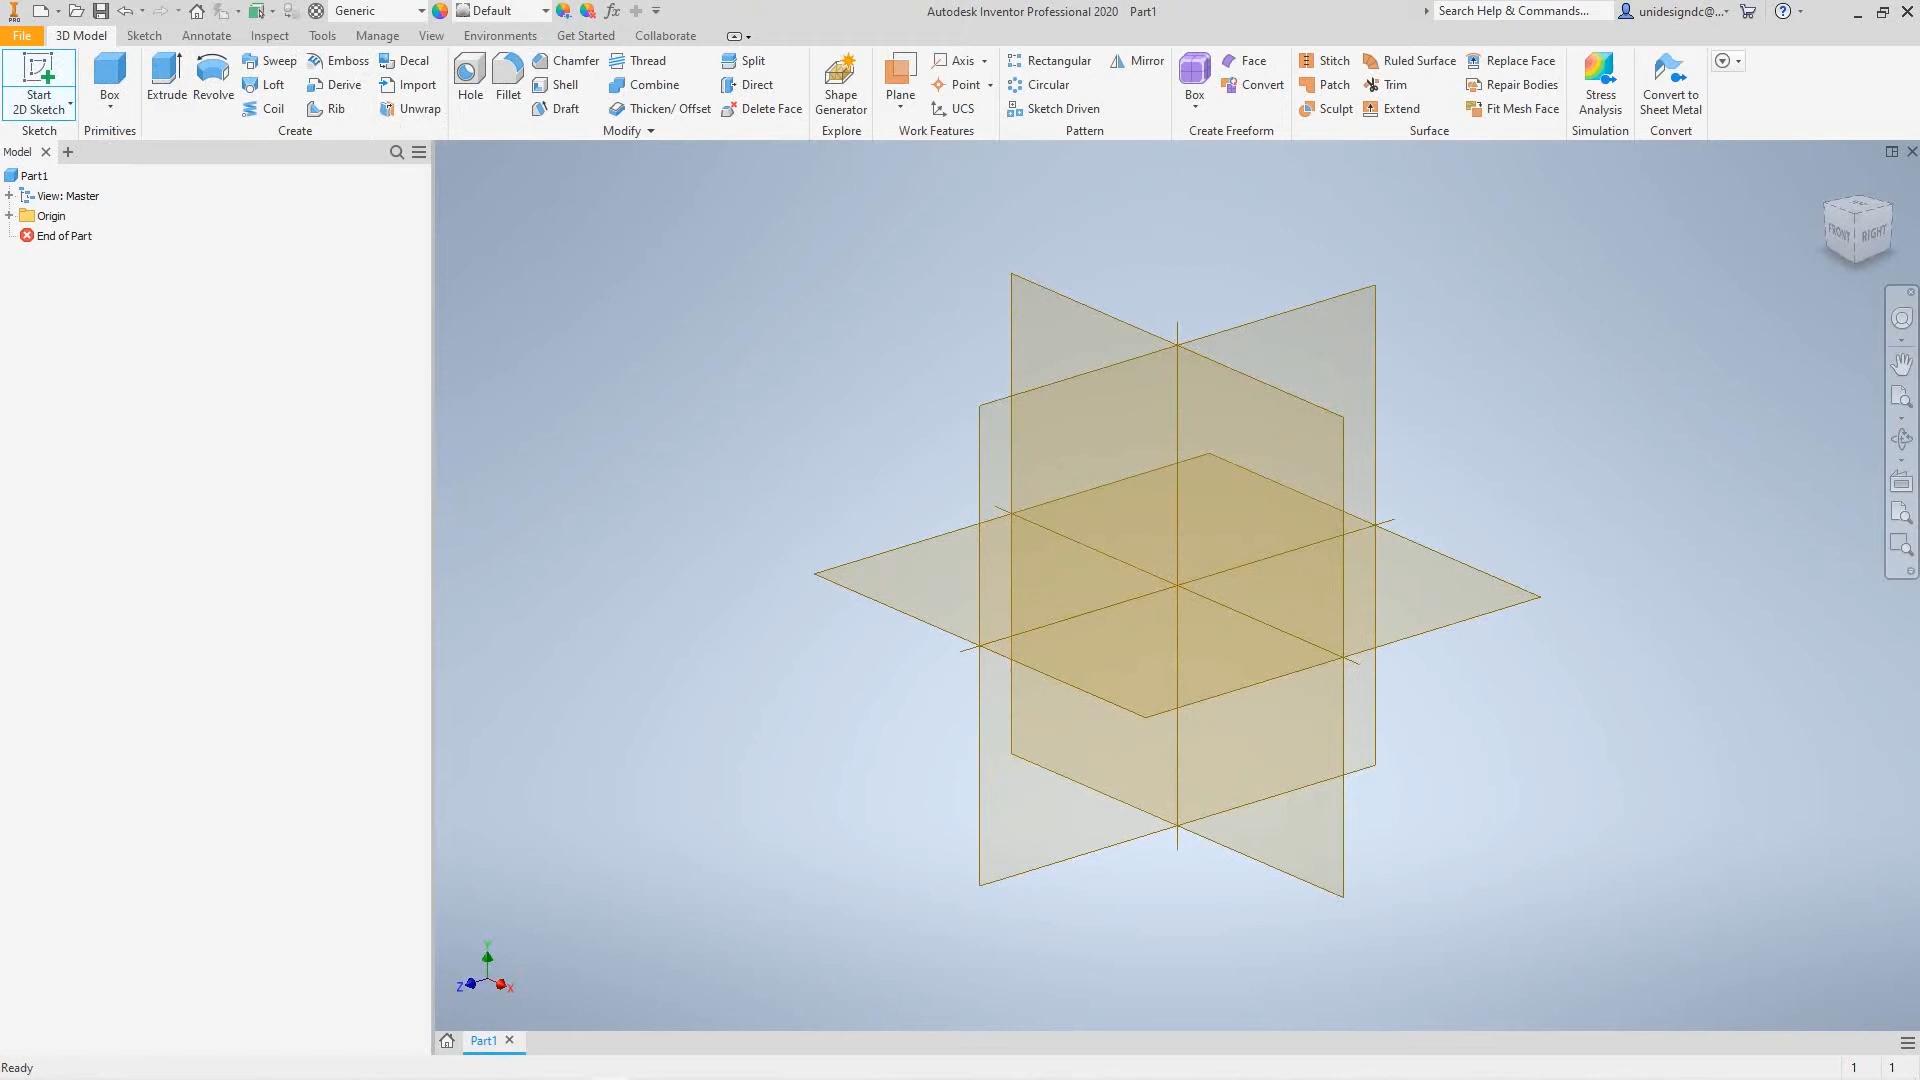 PRO Generic Default fx Autodesk Inventor Professional 2020 Part1 Search Help & Commands... unidesigndc@...
File 3D Model Sketch Annotate Inspect Tools Manage View Environments Get Started Collaborate
Start
2D Sketch
Sketch
Box
Primitives
Extrude
Revolve
Sweep Emboss Decal
Loft Derive Import
Coil Rib Unwrap
Create
Hole
Fillet
Chamfer Thread Split
Shell Combine Direct
Draft Thicken/ Offset Delete Face
Modify
Shape
Generator
Explore
Plane
Axis
Point
UCS
Work Features
Rectangular Mirror
Circular
Sketch Driven
Pattern
Box
Face
Convert
Create Freeform
Stitch Ruled Surface Replace Face
Patch Trim Repair Bodies
Sculpt Extend Fit Mesh Face
Surface
Stress
Analysis
Simulation
Convert to
Sheet Metal
Convert
Model
Part1
View: Master
Origin
End of Part
FRONT RIGHT
Y
Z X
Part1
Ready 1 1